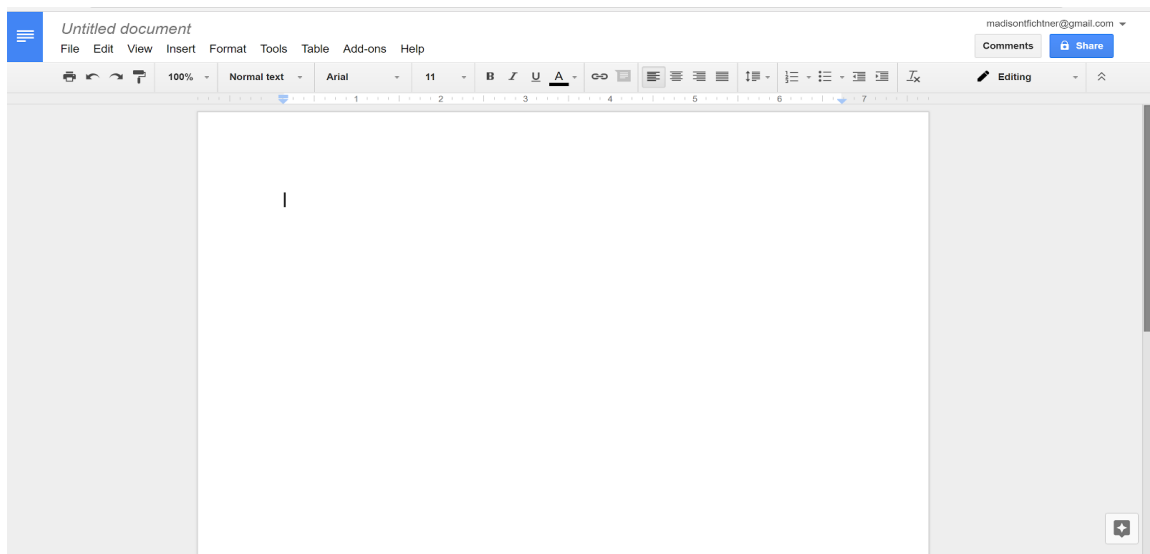 Untitled document
madisontfichtner@gmail.com
File Edit View Insert Format Tools Table Add-ons Help
Comments Share
100% Normal text Arial 11 B I U A Editing
1 2 3 4 5 6 7